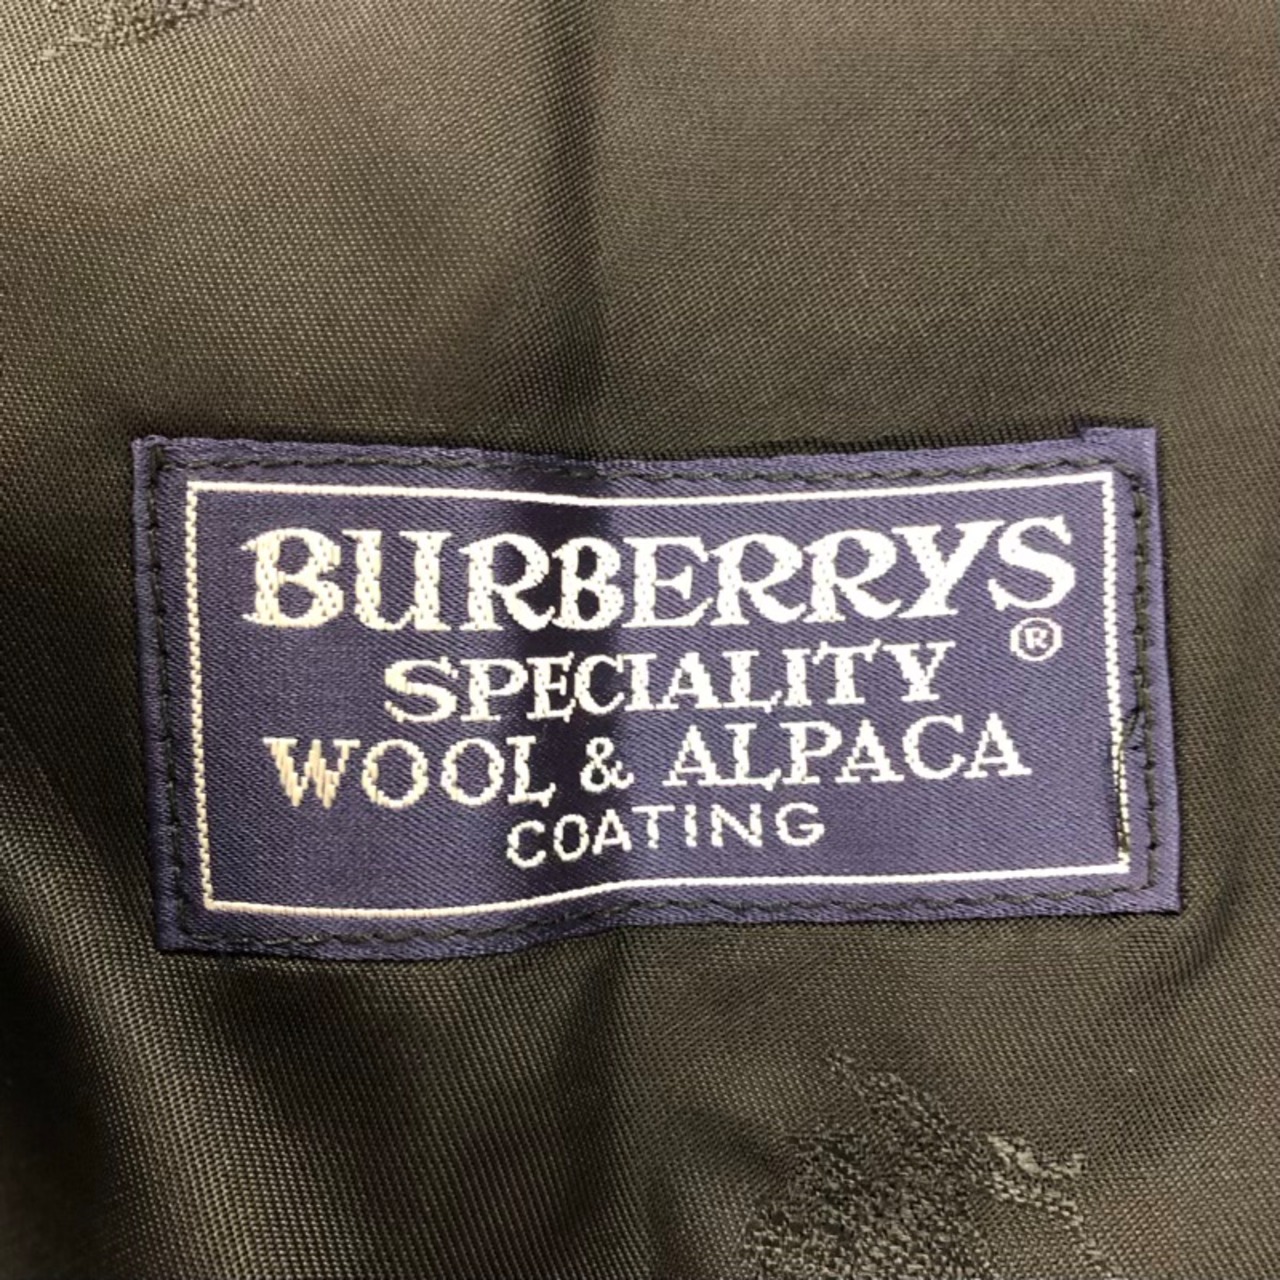 BURBERRYS
®
SPECIALITY
WOOL & ALPACA
COATING